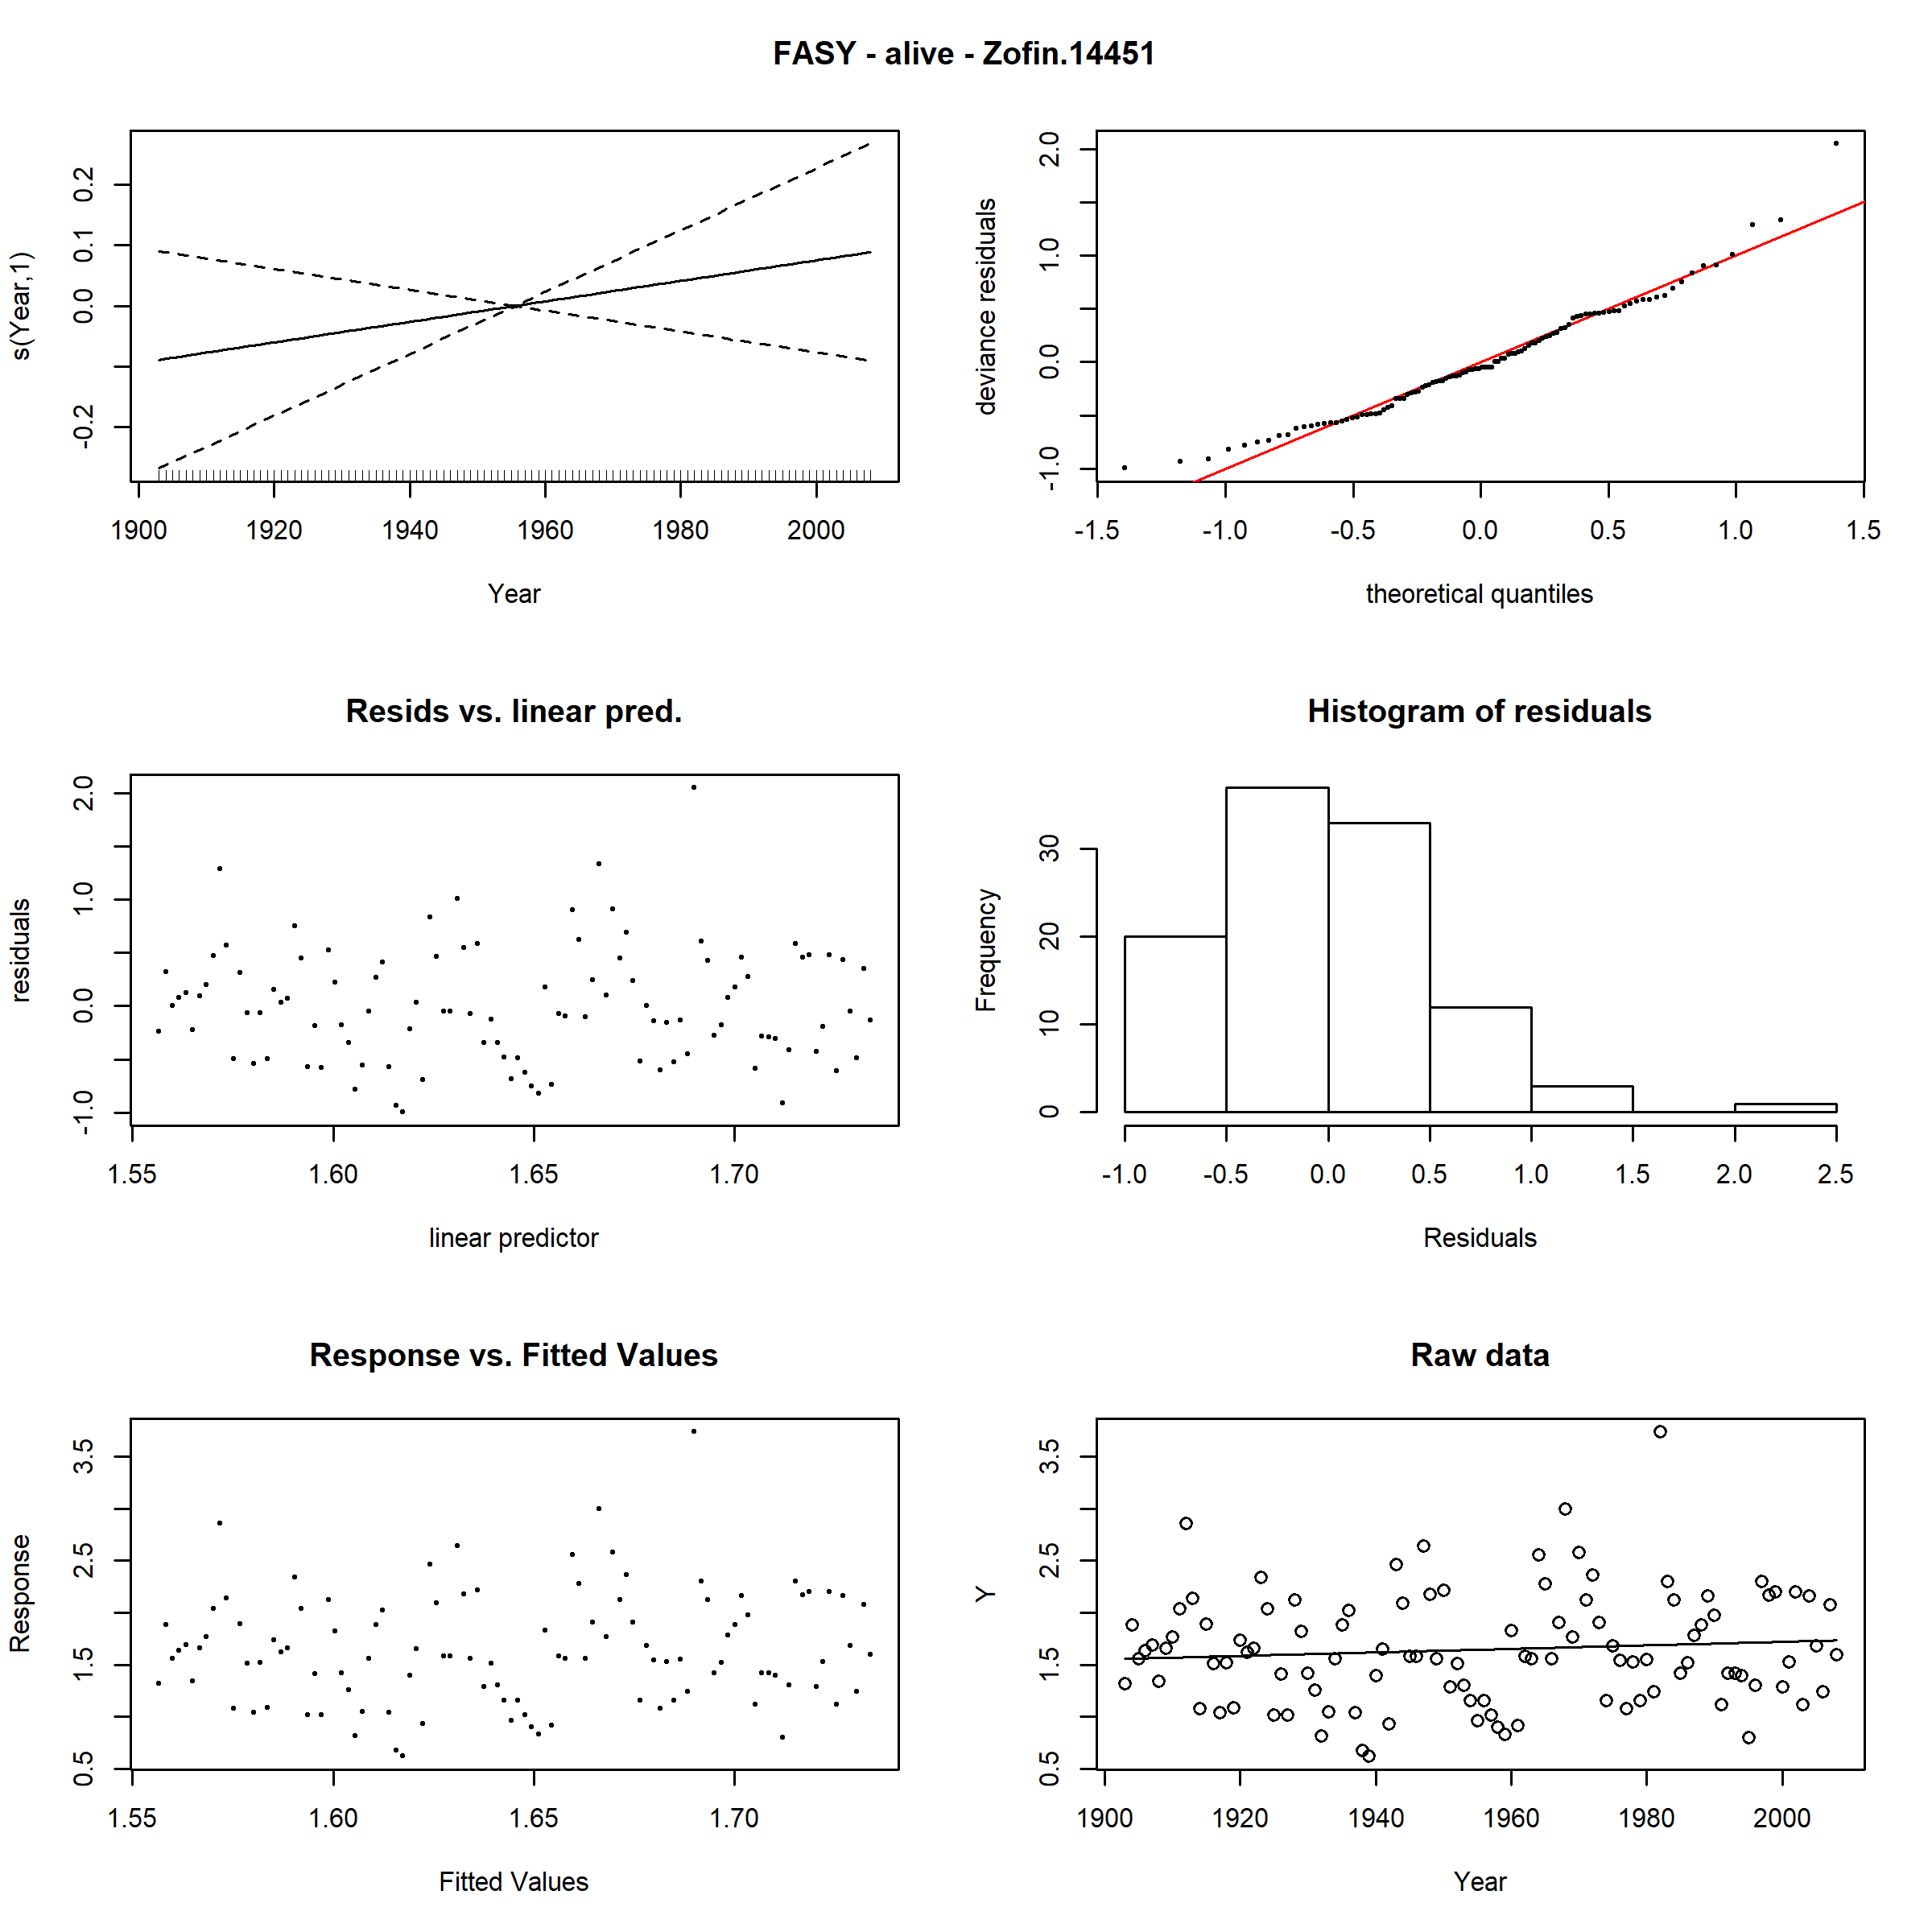 FASY - alive - Zofin.14451
s(Year,1)
0.2
0.1
0.0
-0.2
1900 1920 1940 1960 1980 2000
Year
deviance residuals
2.0
1.0
0.0
-1.0
-1.5 -1.0 -0.5 0.0 0.5 1.0 1.5
theoretical quantiles
Resids vs. linear pred.
residuals
2.0
1.0
0.0
-1.0
1.55 1.60 1.65 1.70
linear predictor
Histogram of residuals
Frequency
30
20
10
0
-1.0 -0.5 0.0 0.5 1.0 1.5 2.0 2.5
Residuals
Response vs. Fitted Values
Response
3.5
2.5
1.5
0.5
1.55 1.60 1.65 1.70
Fitted Values
Raw data
Y
3.5
2.5
1.5
0.5
1900 1920 1940 1960 1980 2000
Year